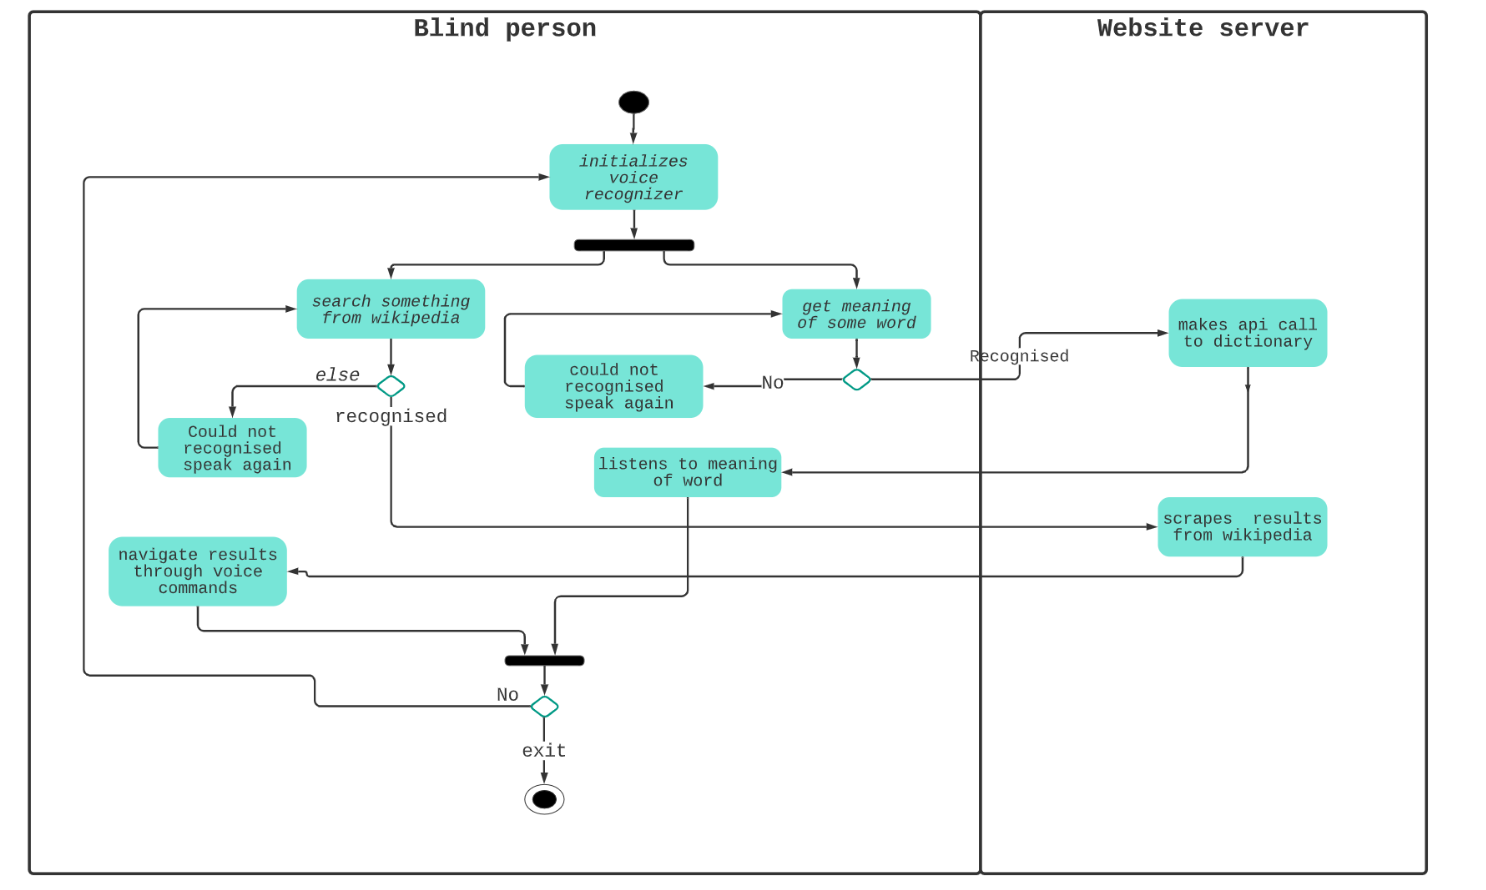 Blind person
Website server
initializes
voice
recognizer
search something
from wikipedia
get meaning
of some word
makes api call
to dictionary
Recognised
else
could not
recognised
speak again
No
recognised
Could not
recognised
speak again
listens to meaning
of word
scrapes results
from wikipedia
navigate results
through voice
commands
No
exit